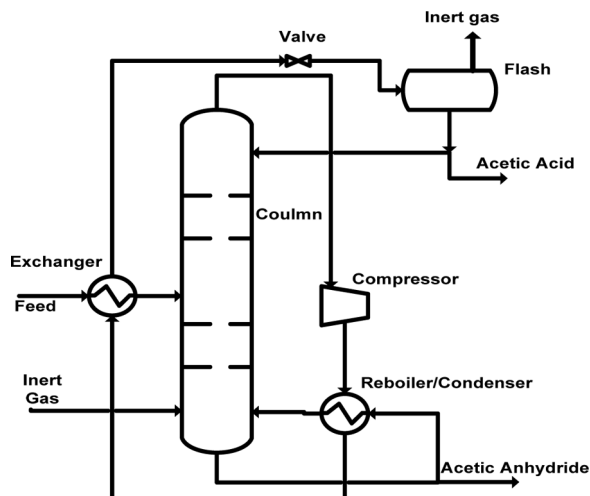 Inert gas
Valve
Flash
Acetic Acid
Coulmn
Exchanger
Compressor
Feed
Inert
Gas
Reboiler/Condenser
Acetic Anhydride